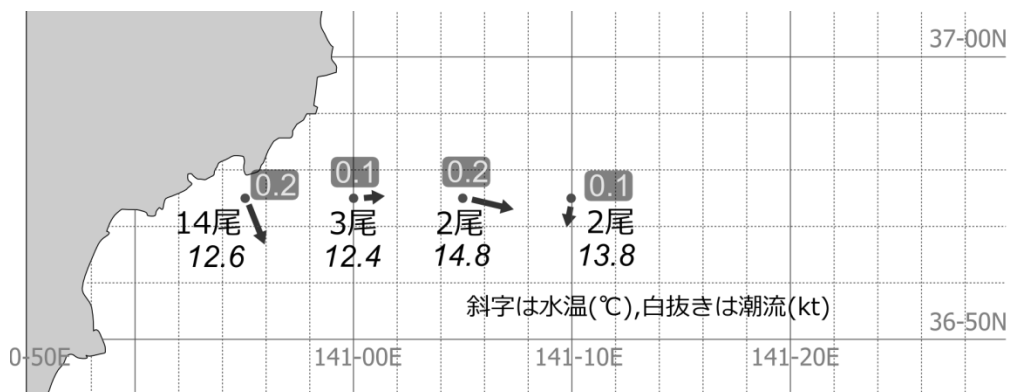 37-00N
0.2
0.1
0.2
0.1
14尾
3尾
2尾
2尾
12.6
12.4
14.8
13.8
斜字は水温(℃),白抜きは潮流(kt)
36-50N
0-50E
141-00E
141-10E
141-20E